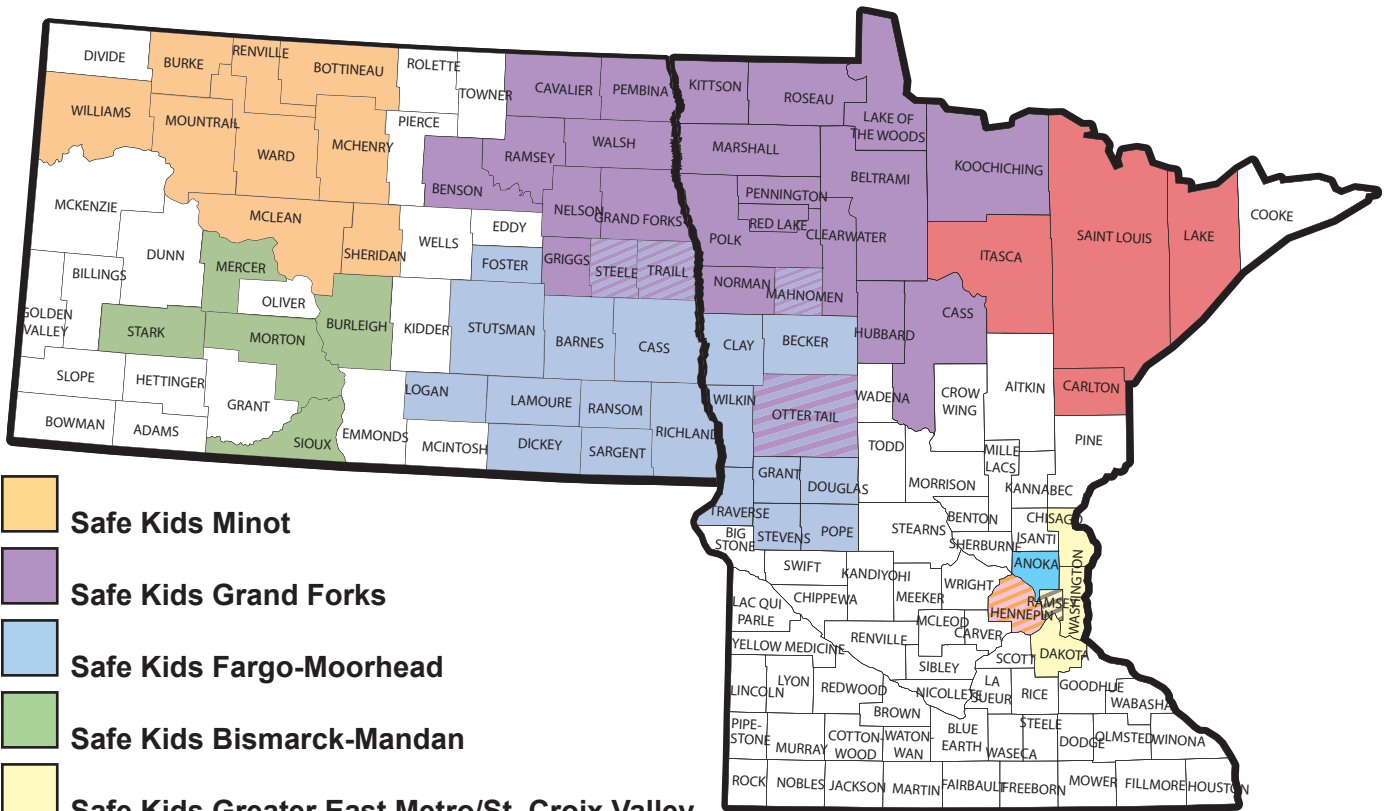 DIVIDE
BURKE
RENVILLE
BOTTINEAU
ROLETTE
TOWNER
CAVALIER
PEMBINA
KITTSON
ROSEAU
LAKE OF
THE WOODS
WILLIAMS
MOUNTRAIL
WARD
MCHENRY
PIERCE
RAMSEY
WALSH
MARSHALL
KOOCHICHING
BENSON
BELTRAMI
PENNINGTON
RED LAKE
MCKENZIE
MCLEAN
NELSON
GRAND FORKS
POLK
CLEARWATER
SAINT LOUIS
LAKE
COOKE
SHERIDAN
WELLS
EDDY
ITASCA
DUNN
MERCER
FOSTER
GRIGGS
STEELE
TRAILL
NORMAN
MAHNOMEN
BILLINGS
OLIVER
GOLDEN
VALLEY
STARK
MORTON
BURLEIGH
KIDDER
STUTSMAN
BARNES
CASS
CLAY
BECKER
HUBBARD
CASS
SLOPE
HETTINGER
GRANT
LOGAN
LAMOURE
RANSOM
RICHLAND
WILKIN
OTTER TAIL
WADENA
CROW
WING
AITKIN
CARLTON
BOWMAN
ADAMS
SIOUX
EMMONDS
MCINTOSH
DICKEY
SARGENT
TODD
MILLE
LACS
PINE
GRANT
DOUGLAS
MORRISON
KANNABEC
TRAVERSE
BIG
STONE
STEVENS
POPE
STEARNS
BENTON
SHERBURNE
CHISAGO
ISANTI
ANOKA
WASHINGTON
SWIFT
KANDIYOHI
CHIPPEWA
MEEKER
WRIGHT
HENNEPIN
RAMSEY
LAC QUI
PARLE
MCLEOD
CARVER
YELLOW MEDICINE
RENVILLE
SIBLEY
SCOTT
DAKOTA
LINCOLN
LYON
REDWOOD
NICOLLET
LA
SUEUR
RICE
GOODHUE
WABASHA
BROWN
PIPE-
STONE
MURRAY
COTTON-
WOOD
WATON-
WAN
BLUE
EARTH
WASECA
STEELE
DODGE
OLMSTED
WINONA
ROCK
NOBLES
JACKSON
MARTIN
FAIRBAULT
FREEBORN
MOWER
FILLMORE
HOUSTON
Safe Kids Minot
Safe Kids Grand Forks
Safe Kids Fargo-Moorhead
Safe Kids Bismarck-Mandan
Safe Kids Greater East Metro/St. Croix Valley